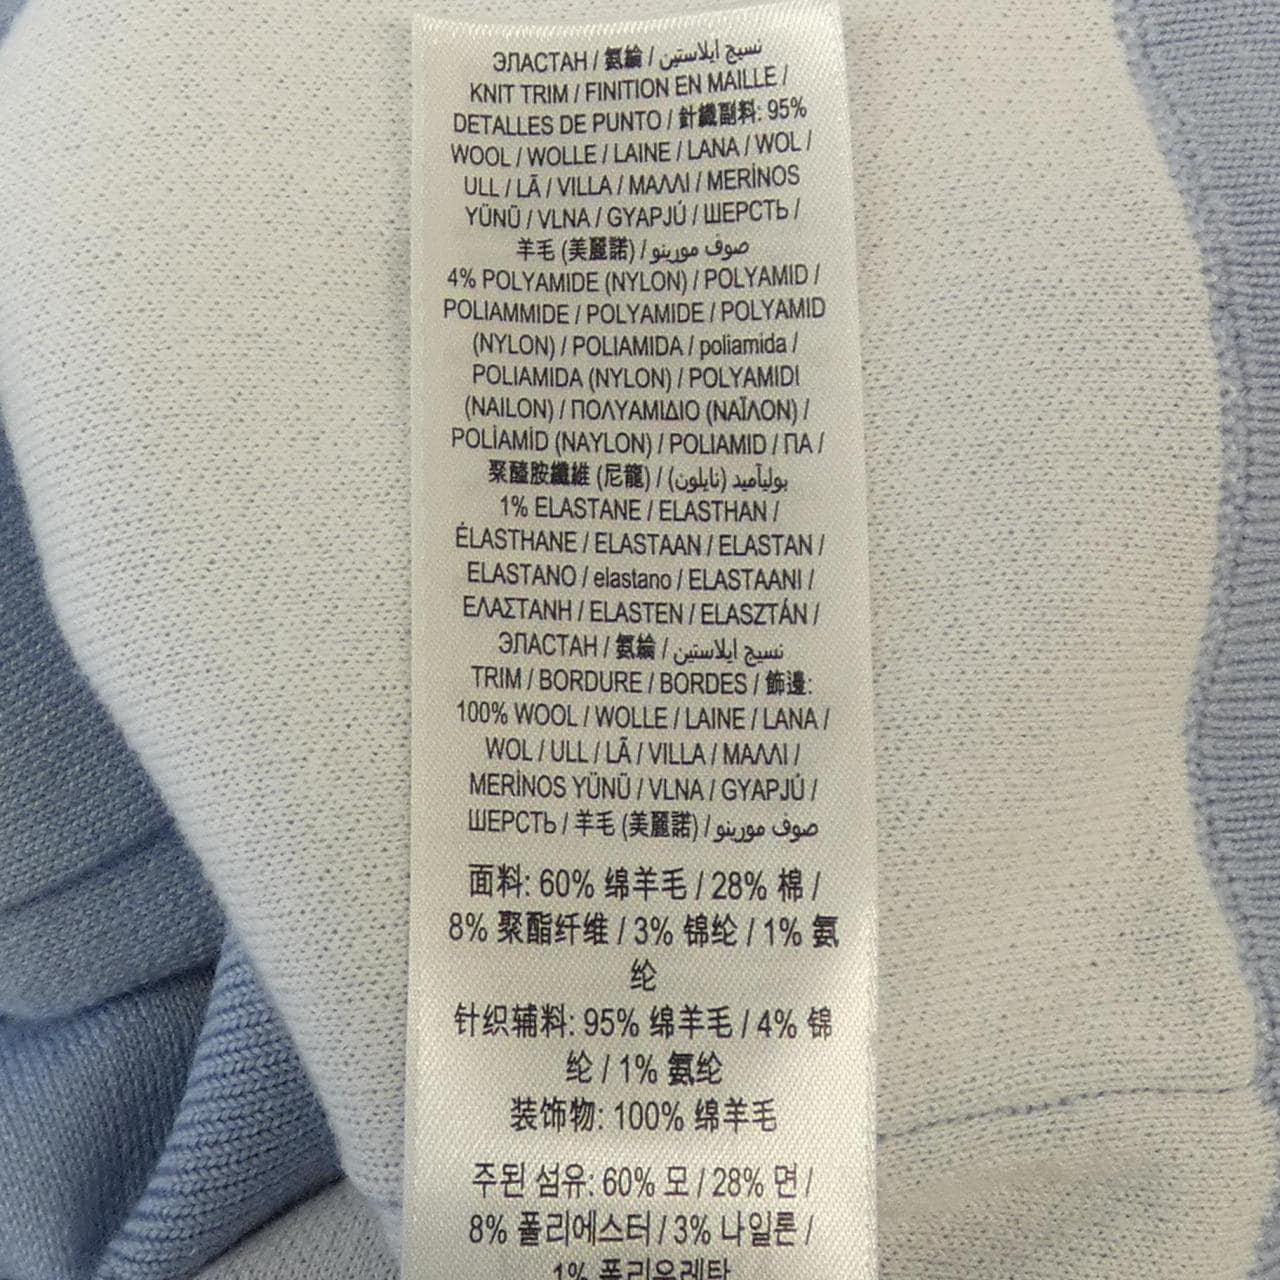 ЭЛАСТАН / 氨綸 / نسيج ايلاستين
KNIT TRIM / FINITION EN MAILLE /
DETALLES DE PUNTO / 針織副料: 95%
WOOL / WOLLE / LAINE / LANA / WOL /
ULL / LÃ / VILLA / ΜΑΛΛΙ / MERİNOS
YÜNÜ / VLNA / GYAPJÚ / ШЕРСТЬ /
羊毛 (美麗諾) / صوف مورينو
4% POLYAMIDE (NYLON) / POLYAMID /
POLIAMMIDE / POLYAMIDE / POLYAMID
(NYLON) / POLIAMIDA / poliamida /
POLIAMIDA (NYLON) / POLYAMIDI
(NAILON) / ΠΟΛΥΑΜΙΔΙΟ (ΝΑΪΛΟΝ) /
POLİAMİD (NAYLON) / POLIAMID / ПА /
聚醯胺纖維 (尼龍) / بوليآميد (نايلون)
1% ELASTANE / ELASTHAN /
ÉLASTHANE / ELASTAAN / ELASTAN /
ELASTANO / elastano / ELASTAANI /
ΕΛΑΣΤΑΝΗ / ELASTEN / ELASZTÁN /
ЭЛАСТАН / 氨綸 / نسيج ايلاستين
TRIM / BORDURE / BORDES / 飾邊:
100% WOOL / WOLLE / LAINE / LANA /
WOL / ULL / LÃ / VILLA / ΜΑΛΛΙ /
MERİNOS YÜNÜ / VLNA / GYAPJÚ /
ШЕРСТЬ / 羊毛 (美麗諾) / صوف مورينو
面料: 60% 绵羊毛 / 28% 棉 /
8% 聚酯纤维 / 3% 锦纶 / 1% 氨
纶
针织辅料: 95% 绵羊毛 / 4% 锦
纶 / 1% 氨纶
装饰物: 100% 绵羊毛
주된 섬유: 60% 모 / 28% 면 /
8% 폴리에스터 / 3% 나일론 /
1% 폴리우레탄